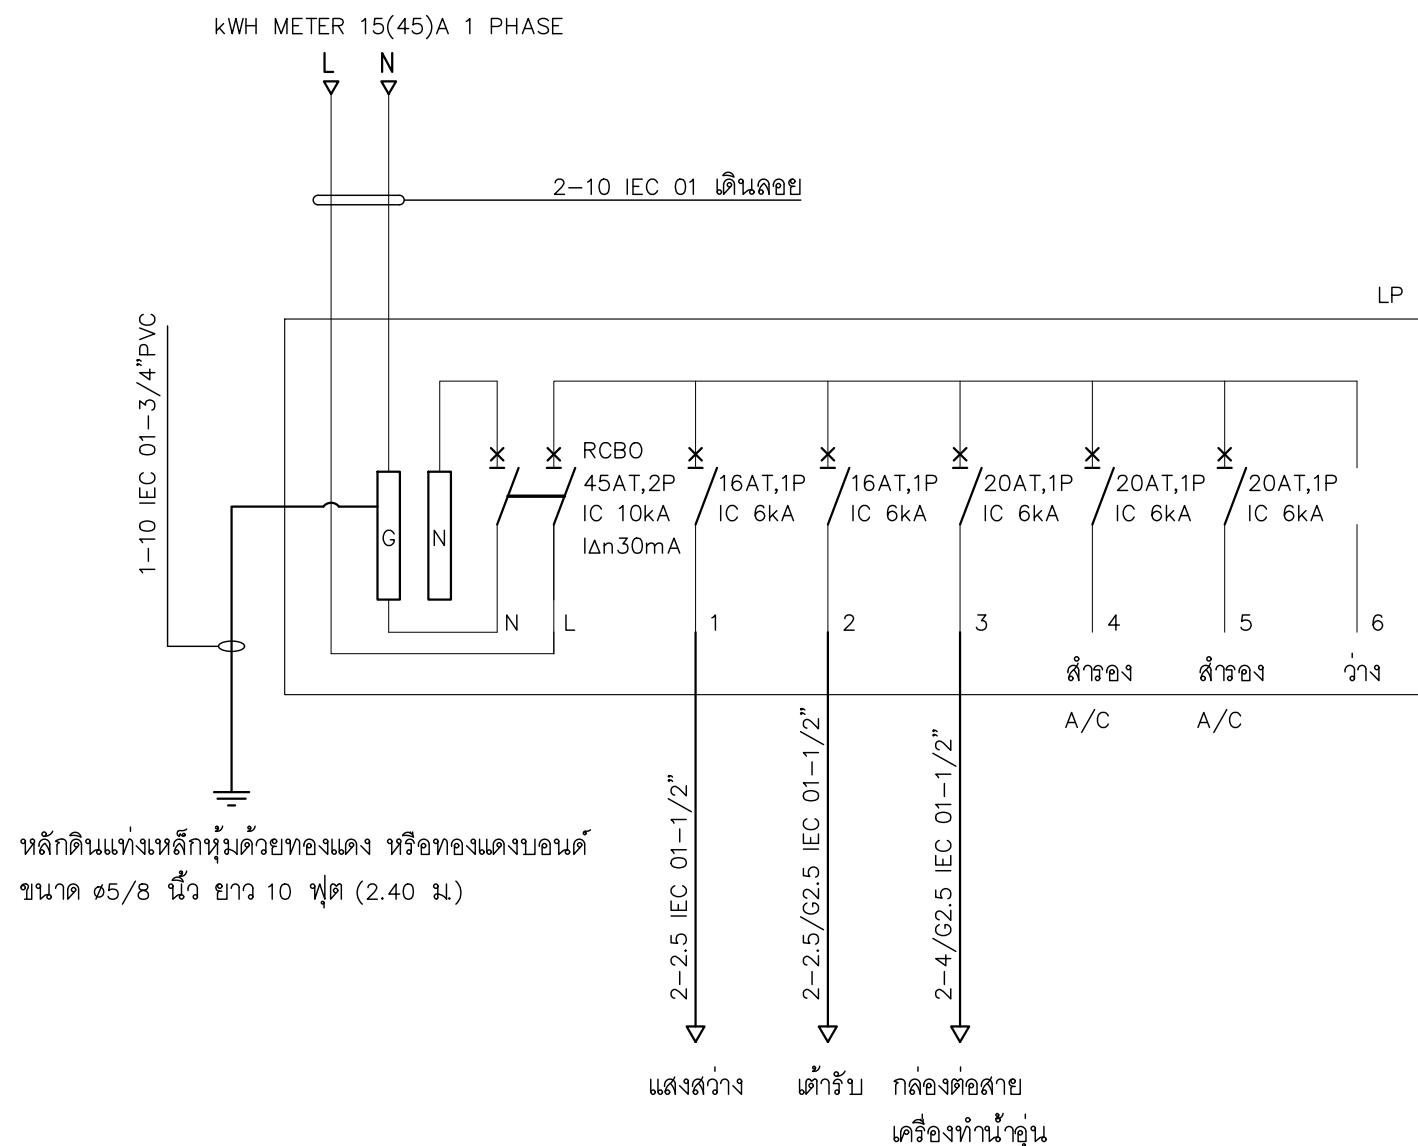 kWH METER 15(45)A 1 PHASE
L N
2-10 IEC 01 เดินลอย
LP
1-10 IEC 01-3/4"PVC
G
N
N
L
RCBO
45AT,2P
IC 10kA
IΔn30mA
16AT,1P
IC 6kA
16AT,1P
IC 6kA
20AT,1P
IC 6kA
20AT,1P
IC 6kA
20AT,1P
IC 6kA
1
2
3
4
5
6
สำรอง
สำรอง
ว่าง
A/C
A/C
หลักดินแท่งเหล็กหุ้มด้วยทองแดง หรือทองแดงบอนด์
ขนาด ø5/8 นิ้ว ยาว 10 ฟุต (2.40 ม.)
2-2.5 IEC 01-1/2"
2-2.5/G2.5 IEC 01-1/2"
2-4/G2.5 IEC 01-1/2"
แสงสว่าง
เต้ารับ
กล่องต่อสาย
เครื่องทำน้ำอุ่น